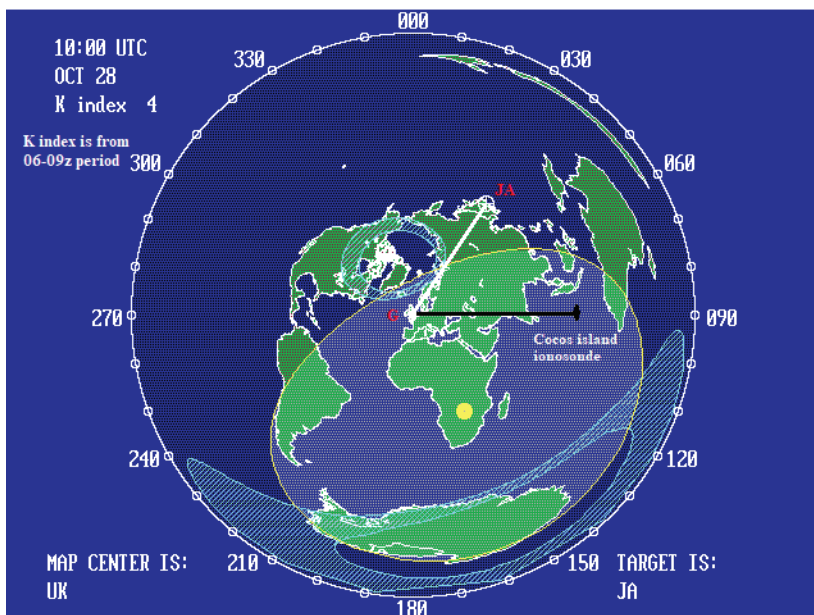 000
10:00 UTC
OCT 28
K index 4
K index is from
06-09z period
330
030
300
060
JA
270
G
090
Cocos island
ionosonde
240
120
MAP CENTER IS:
UK
210
150
TARGET IS:
JA
180